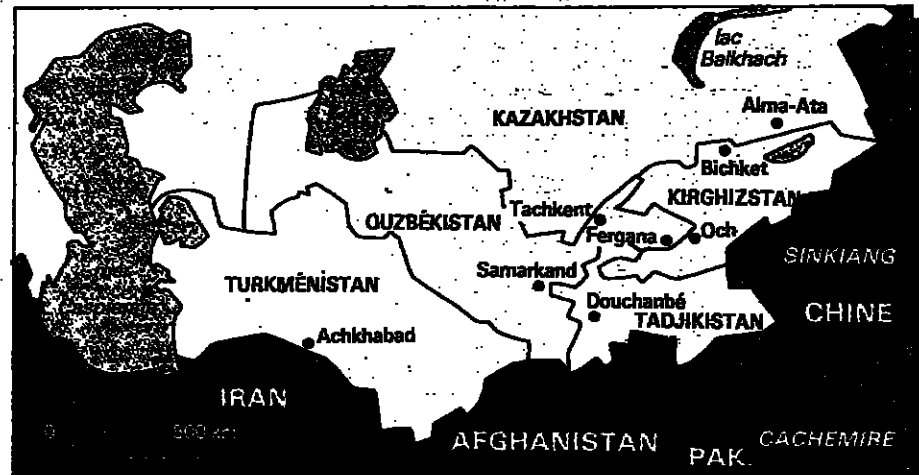 lac
Balkhach
Alma-Ata
KAZAKHSTAN
Bichket
KIRGHIZSTAN
OUZBÉKISTAN
Tachkent
Fergana
Och
SINKIANG
Samarkand
TURKMÉNISTAN
Douchanbé
TADJIKISTAN
CHINE
Achkhabad
IRAN
0
AFGHANISTAN
PAK.
CACHEMIRE